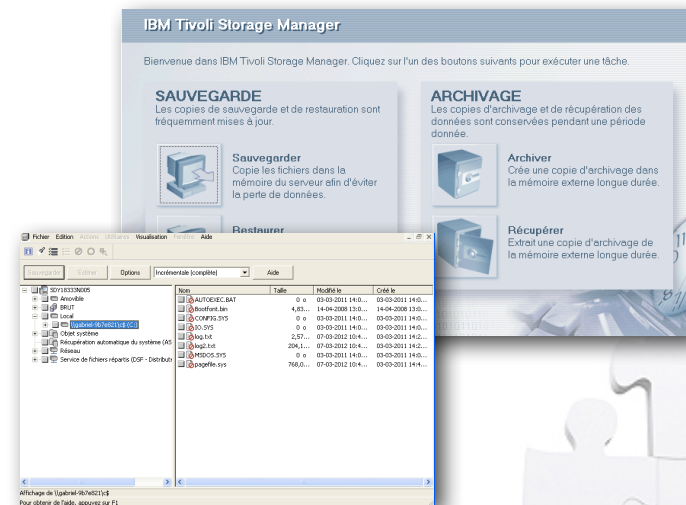 IBM Tivoli Storage Manager
Bienvenue dans IBM Tivoli Storage Manager. Cliquez sur l'un des boutons suivants pour exécuter une tâche.
SAUVEGARDE
Les copies de sauvegarde et de restauration sont
fréquemment mises à jour.
Sauvegarder
Copie les fichiers dans la
mémoire du serveur afin d'éviter
la perte de données.
Restaurer
ARCHIVAGE
Les copies d'archivage et de récupération des
données sont conservées pendant une période
donnée.
Archiver
Crée une copie d'archivage dans
la mémoire externe longue durée.
Récupérer
Extrait une copie d'archivage de
la mémoire externe longue durée.
Fichier Edition Actions Utilitaires Visualisation Fenêtre Aide
Sauvegarder Estimer Options Incrémentale (complète) Aide
SDY18333N005
Amovible
BRUT
Local
\\gabriel-9b7e821\c$ (C:)
Objet système
Récupération automatique du système (AS
Réseau
Service de fichiers répartis (DSF - Distribute
Nom Taille Modifié le Créé le
AUTOEXEC.BAT 0 o 03-03-2011 14:0... 03-03-2011 14:0...
Bootfont.bin 4,83... 14-04-2008 13:0... 14-04-2008 13:0...
CONFIG.SYS 0 o 03-03-2011 14:0... 03-03-2011 14:0...
IO.SYS 0 o 03-03-2011 14:0... 03-03-2011 14:0...
log.txt 2,57... 07-03-2012 10:4... 03-03-2011 14:2...
log2.txt 204,1... 07-03-2012 10:4... 03-03-2011 14:2...
MSDOS.SYS 0 o 03-03-2011 14:0... 03-03-2011 14:0...
pagefile.sys 768,0... 07-03-2012 10:4... 03-03-2011 14:4...
Affichage de \\gabriel-9b7e821\c$
Pour obtenir de l'aide, appuyez sur F1